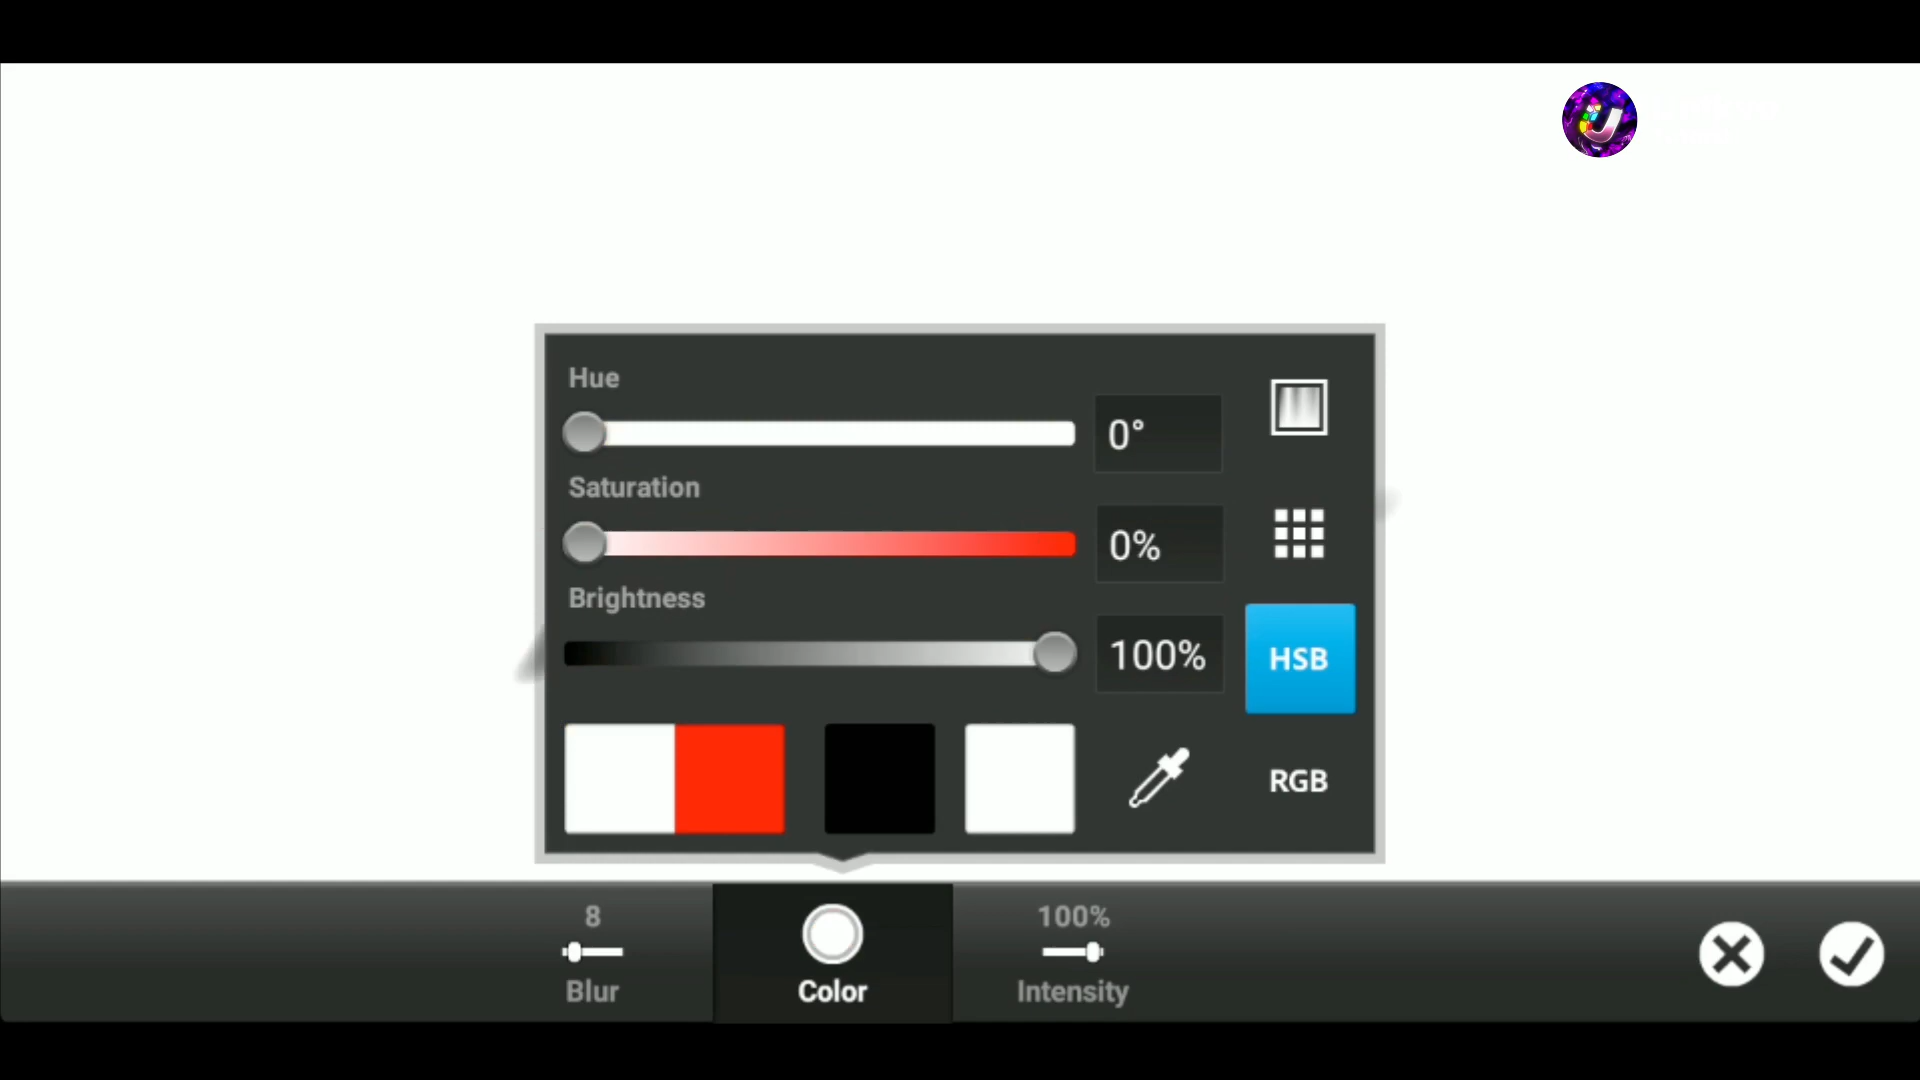 Hue
0°
Saturation
0%
Brightness
100%
HSB
RGB
8
Blur
Color
100%
Intensity